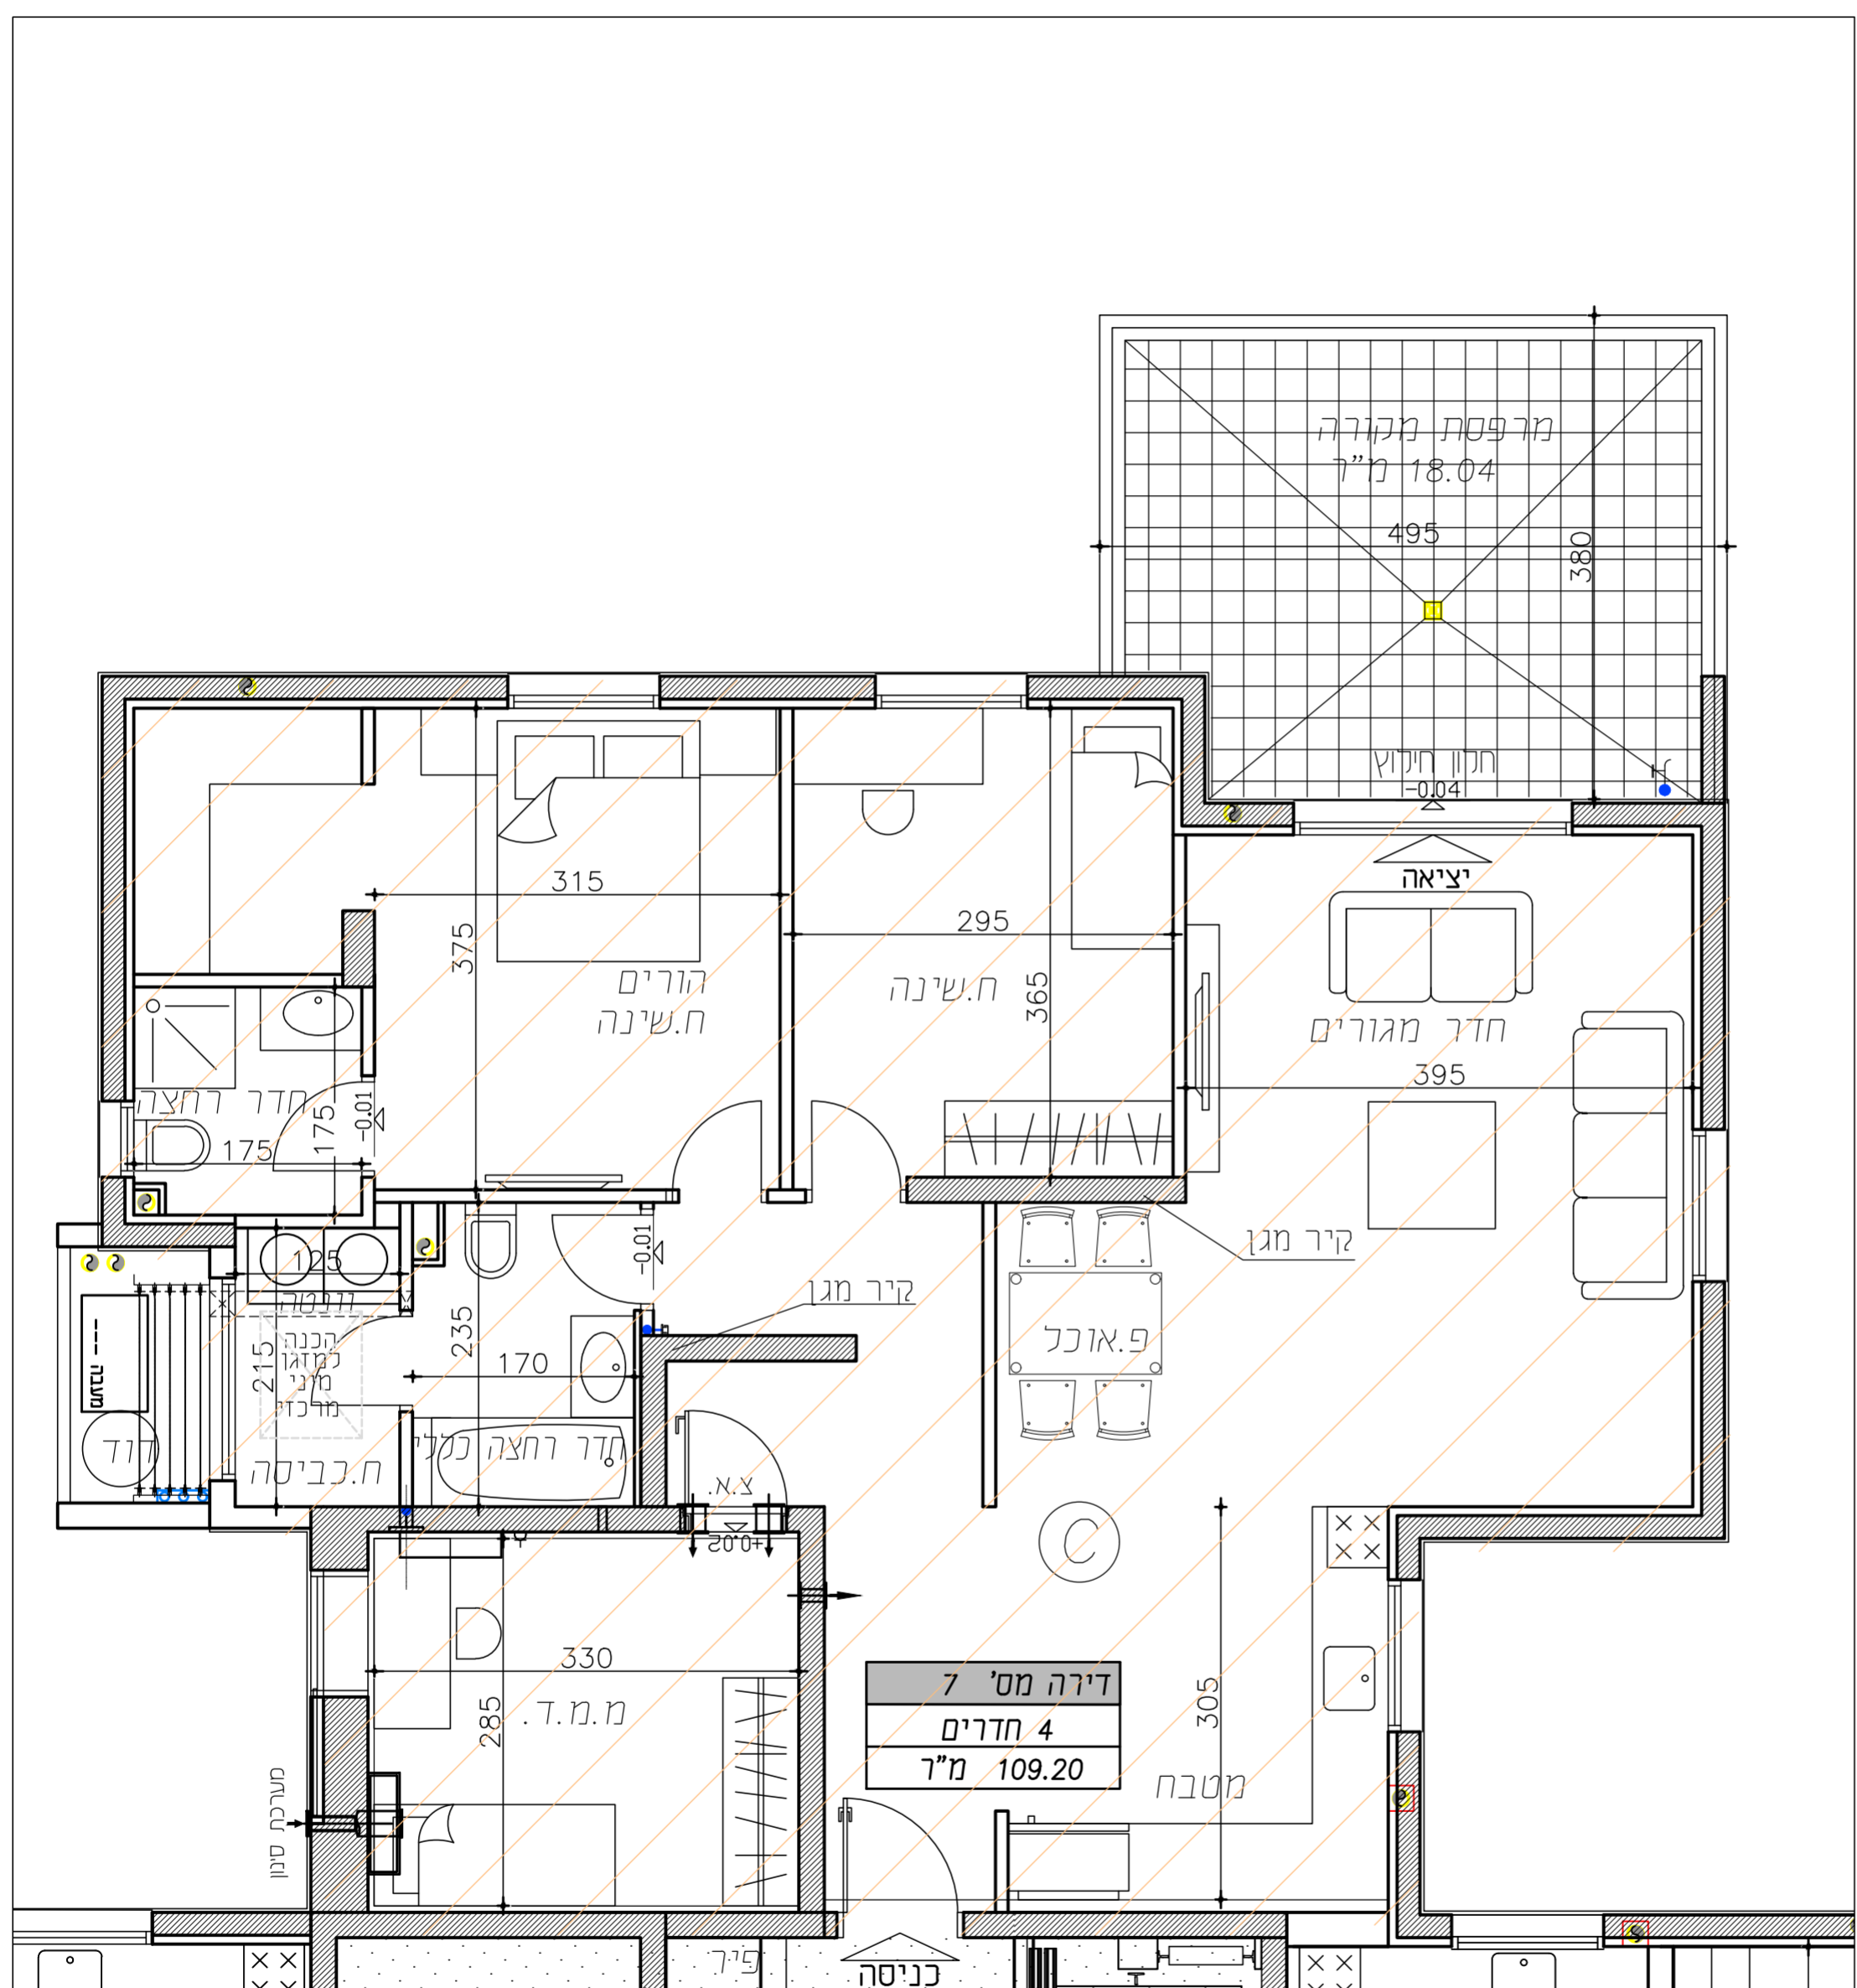 מרפסת מקורה
18.04 מ"ר
495
380
חלון חילוץ
-0.04
יציאה
315
375
הורים
ח.שינה
295
365
ח.שינה
חדר מגורים
395
חדר רחצה
175
175
-0.01
-0.01
קיר מגן
קיר מגן
125
הכנה
למזגן
מיני
מרכזי
215
235
170
פ.אוכל
מעבה
דוד
ח.כביסה
חדר רחצה כללי
צ.א.
+0.05
C
330
285
מ.מ.ד.
305
דירה מס' 7
4 חדרים
109.20 מ"ר
מטבח
מערכת סינון
פיר
כניסה